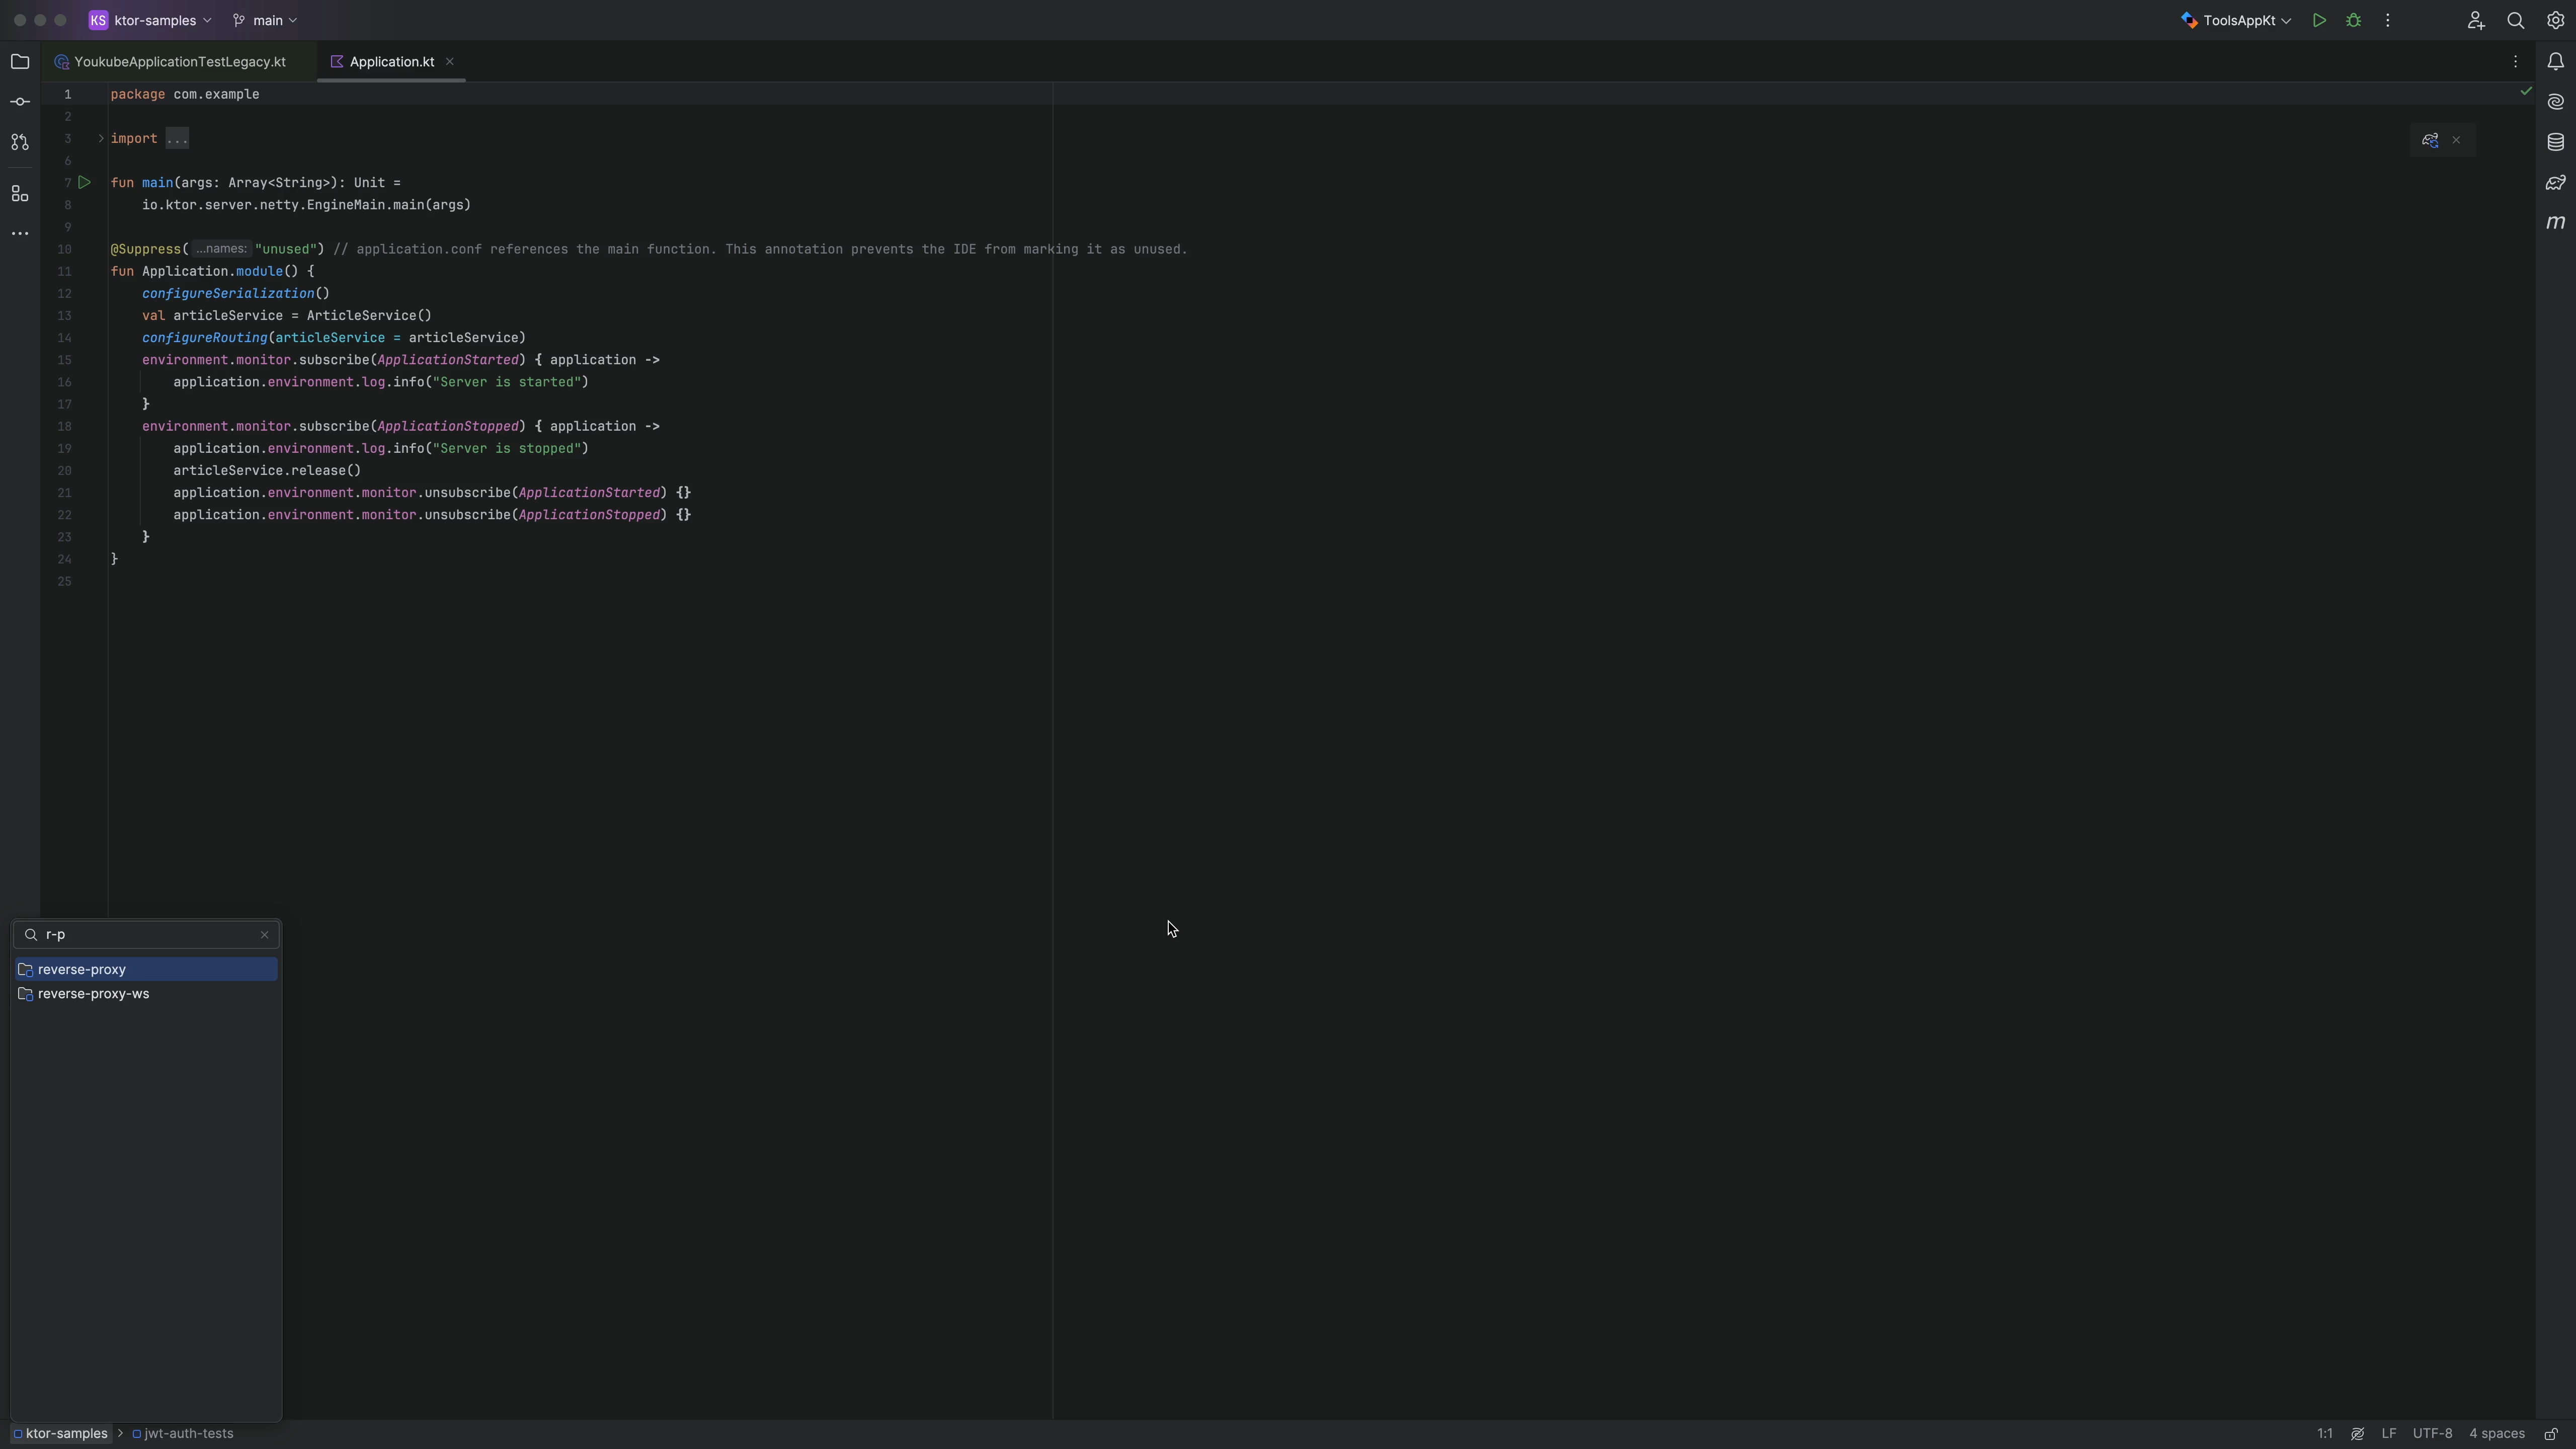 KS ktor-samples main ToolsAppKt
YoukubeApplicationTestLegacy.kt Application.kt
1 package com.example
2
3 import ...
6
7 fun main(args: Array<String>): Unit =
8 io.ktor.server.netty.EngineMain.main(args)
9
10 @Suppress( ...names: "unused") // application.conf references the main function. This annotation prevents the IDE from marking it as unused.
11 fun Application.module() {
12 configureSerialization()
13 val articleService = ArticleService()
14 configureRouting(articleService = articleService)
15 environment.monitor.subscribe(ApplicationStarted) { application ->
16 application.environment.log.info("Server is started")
17 }
18 environment.monitor.subscribe(ApplicationStopped) { application ->
19 application.environment.log.info("Server is stopped")
20 articleService.release()
21 application.environment.monitor.unsubscribe(ApplicationStarted) {}
22 application.environment.monitor.unsubscribe(ApplicationStopped) {}
23 }
24 }
25
r-p
reverse-proxy
reverse-proxy-ws
ktor-samples > jwt-auth-tests 1:1 LF UTF-8 4 spaces
m